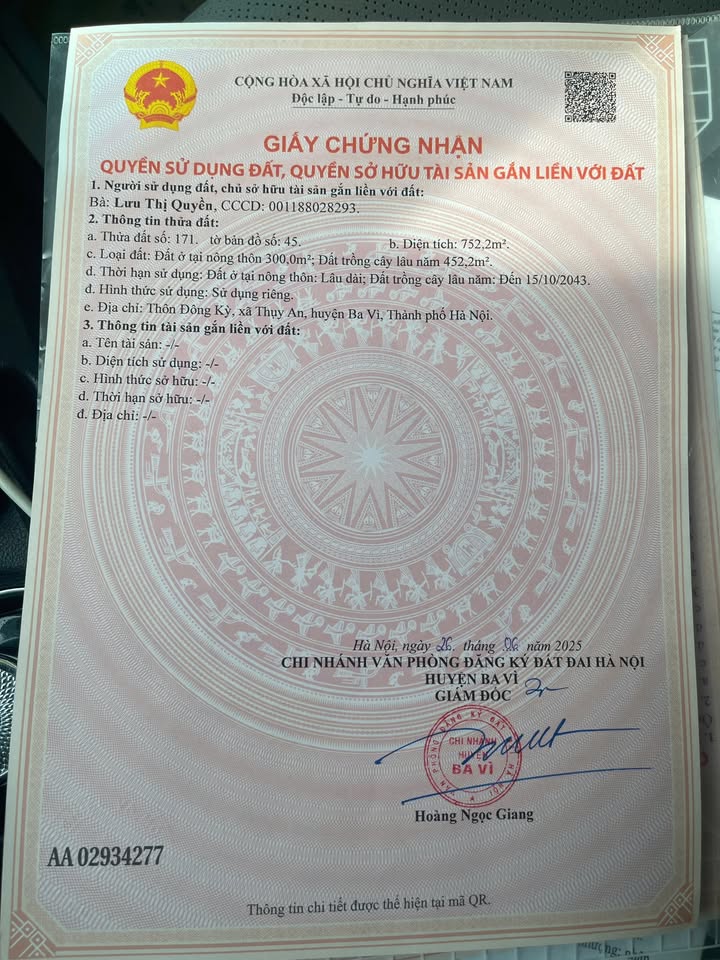 CỘNG HÒA XÃ HỘI CHỦ NGHĨA VIỆT NAM
Độc lập - Tự do - Hạnh phúc
GIẤY CHỨNG NHẬN
QUYỀN SỬ DỤNG ĐẤT, QUYỀN SỞ HỮU TÀI SẢN GẮN LIỀN VỚI ĐẤT
1. Người sử dụng đất, chủ sở hữu tài sản gắn liền với đất:
Bà: Lưu Thị Quyền, CCCD: 001188028293.
2. Thông tin thửa đất:
a. Thửa đất số: 171. tờ bản đồ số: 45. b. Diện tích: 752,2m².
c. Loại đất: Đất ở tại nông thôn 300,0m²; Đất trồng cây lâu năm 452,2m².
d. Thời hạn sử dụng: Đất ở tại nông thôn: Lâu dài; Đất trồng cây lâu năm: Đến 15/10/2043.
đ. Hình thức sử dụng: Sử dụng riêng.
e. Địa chỉ: Thôn Đông Kỳ, xã Thụy An, huyện Ba Vì, Thành phố Hà Nội.
3. Thông tin tài sản gắn liền với đất:
a. Tên tài sản: -/-
b. Diện tích sử dụng: -/-
c. Hình thức sở hữu: -/-
d. Thời hạn sở hữu: -/-
đ. Địa chỉ: -/-
Hà Nội, ngày 26 tháng 06 năm 2025
CHI NHÁNH VĂN PHÒNG ĐĂNG KÝ ĐẤT ĐAI HÀ NỘI
HUYỆN BA VÌ
GIÁM ĐỐC
CHI NHÁNH
HUYỆN
BA VÌ
Hoàng Ngọc Giang
AA 02934277
Thông tin chi tiết được thể hiện tại mã QR.